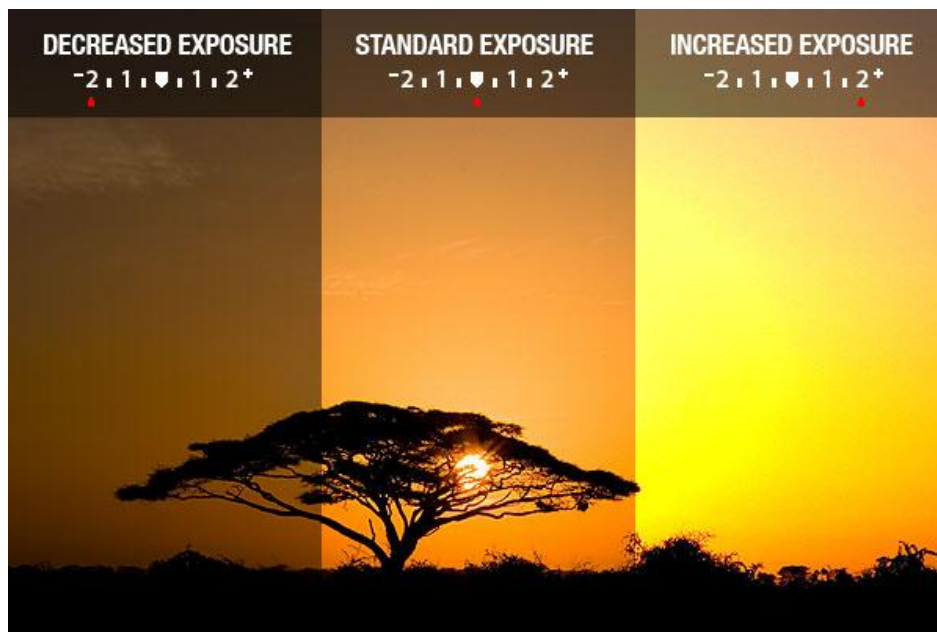 DECREASED EXPOSURE
-2 1 1 2+
STANDARD EXPOSURE
-2 1 1 2+
INCREASED EXPOSURE
-2 1 1 2+